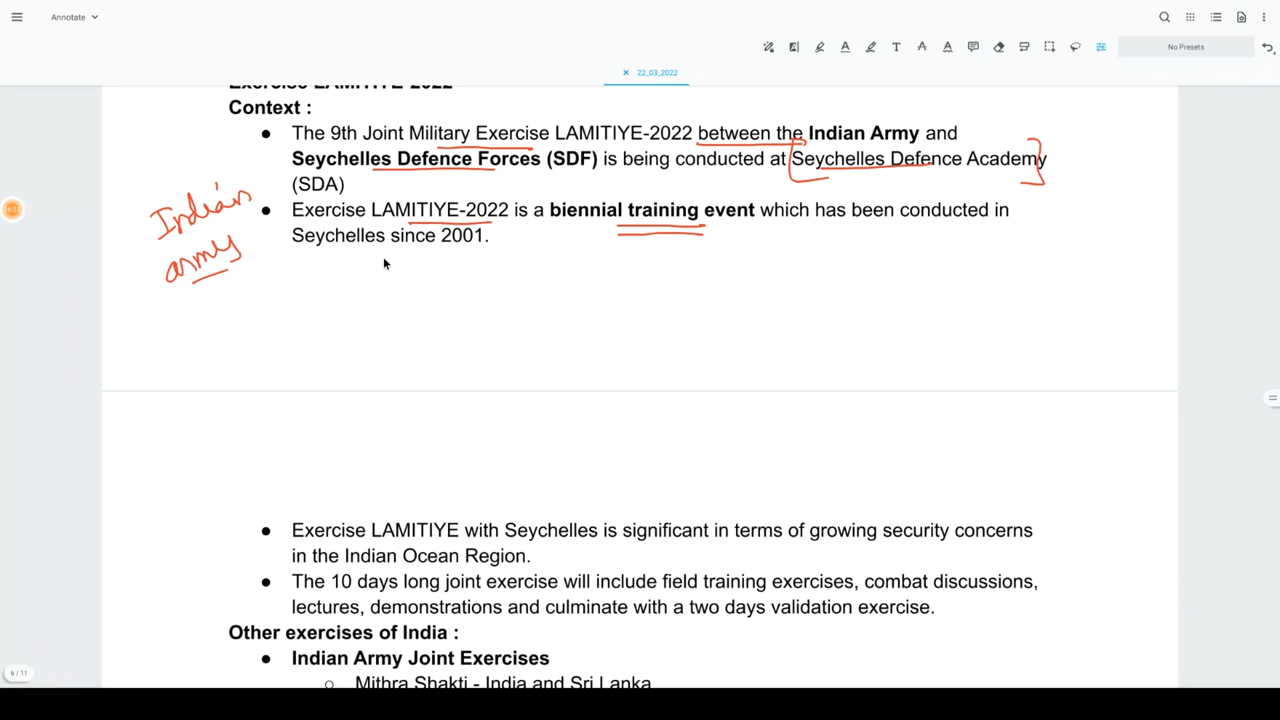 Annotate
No Presets
22_03_2022
Exercise LAMITIYE-2022
Context :
● The 9th Joint Military Exercise LAMITIYE-2022 between the Indian Army and
Seychelles Defence Forces (SDF) is being conducted at Seychelles Defence Academy
(SDA)
● Exercise LAMITIYE-2022 is a biennial training event which has been conducted in
Seychelles since 2001.
Indian
army
● Exercise LAMITIYE with Seychelles is significant in terms of growing security concerns
in the Indian Ocean Region.
● The 10 days long joint exercise will include field training exercises, combat discussions,
lectures, demonstrations and culminate with a two days validation exercise.
Other exercises of India :
● Indian Army Joint Exercises
○ Mithra Shakti - India and Sri Lanka
6 / 11